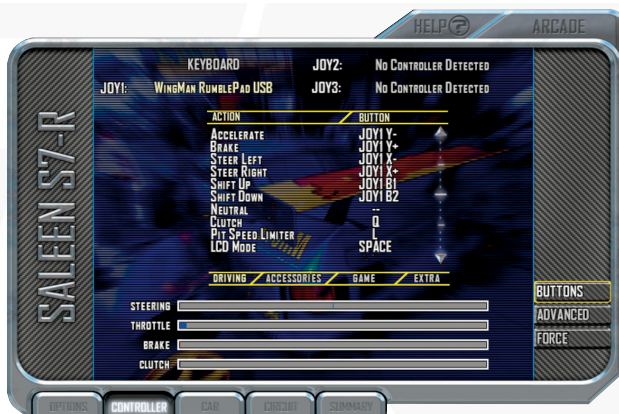 HELP? ARCADE
SALEEN S7-R
KEYBOARD JOY2: NO CONTROLLER DETECTED
JOY1: WINGMAN RUMBLEPAD USB JOY3: NO CONTROLLER DETECTED
ACTION BUTTON
ACCELERATE JOY1 Y-
BRAKE JOY1 Y+
STEER LEFT JOY1 X-
STEER RIGHT JOY1 X+
SHIFT UP JOY1 B1
SHIFT DOWN JOY1 B2
NEUTRAL --
CLUTCH Q
PIT SPEED LIMITER L
LCD MODE SPACE
DRIVING ACCESSORIES GAME EXTRA
STEERING
THROTTLE
BRAKE
CLUTCH
BUTTONS
ADVANCED
FORCE
OPTIONS CONTROLLER CAR CIRCUIT SUMMARY